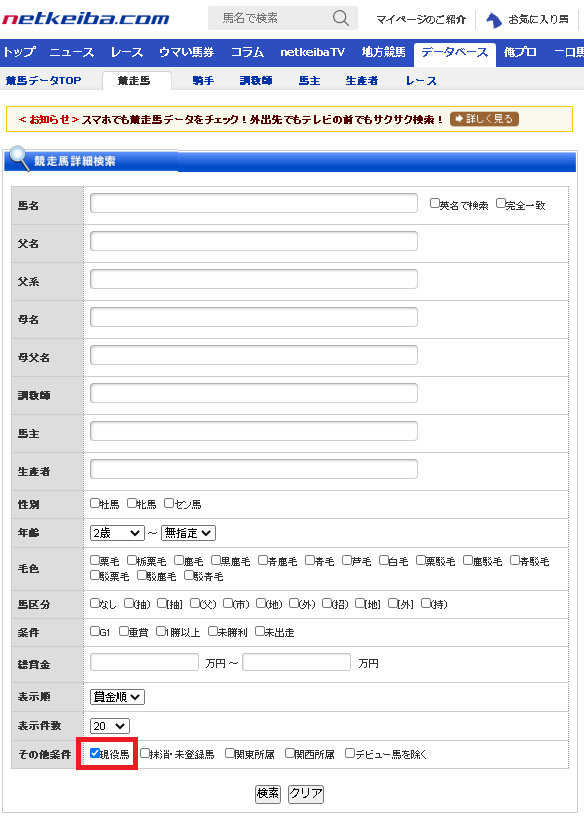 netkeiba.com 馬名で検索 マイページのご紹介 お気に入り馬
トップ ニュース レース ウマい馬券 コラム netkeibaTV 地方競馬 データベース 俺プロ 一口馬
競馬データTOP 競走馬 騎手 調教師 馬主 生産者 レース
＜お知らせ＞スマホでも競走馬データをチェック！外出先でもテレビの前でもサクサク検索！ 詳しく見る
競走馬詳細検索
馬名 英名で検索 完全一致
父名
父系
母名
母父名
調教師
馬主
生産者
性別 牡馬 牝馬 セン馬
年齢 2歳 ～ 無指定
毛色 栗毛 栃栗毛 鹿毛 黒鹿毛 青鹿毛 青毛 芦毛 白毛 栗駁毛 鹿駁毛 青駁毛
駁栗毛 駁鹿毛 駁青毛
馬区分 なし (抽) [抽] (父) (市) (地) (外) (招) [地] [外] (持)
条件 G1 重賞 1勝以上 未勝利 未出走
総賞金 万円 ～ 万円
表示順 賞金順
表示件数 20
その他条件 現役馬 抹消・未登録馬 関東所属 関西所属 デビュー馬を除く
検索 クリア